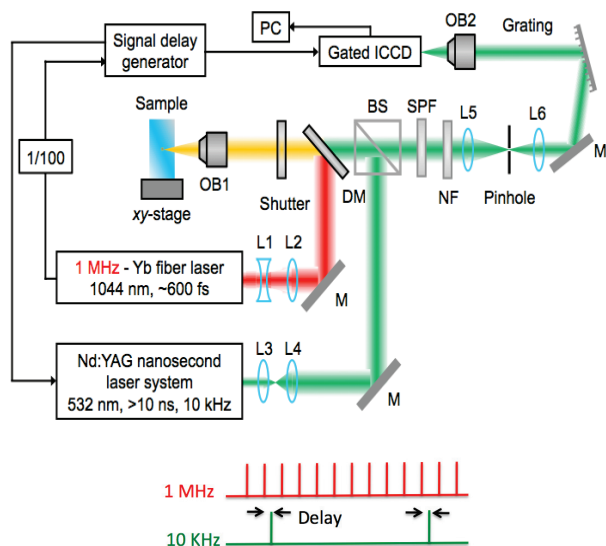 PC
OB2
Grating
Signal delay
generator
Gated ICCD
Sample
BS
SPF
L5
L6
1/100
OB1
M
xy-stage
Shutter
DM
NF
Pinhole
L1
L2
1 MHz - Yb fiber laser
1044 nm, ~600 fs
M
L3
L4
Nd:YAG nanosecond
laser system
532 nm, >10 ns, 10 kHz
M
1 MHz
Delay
10 KHz